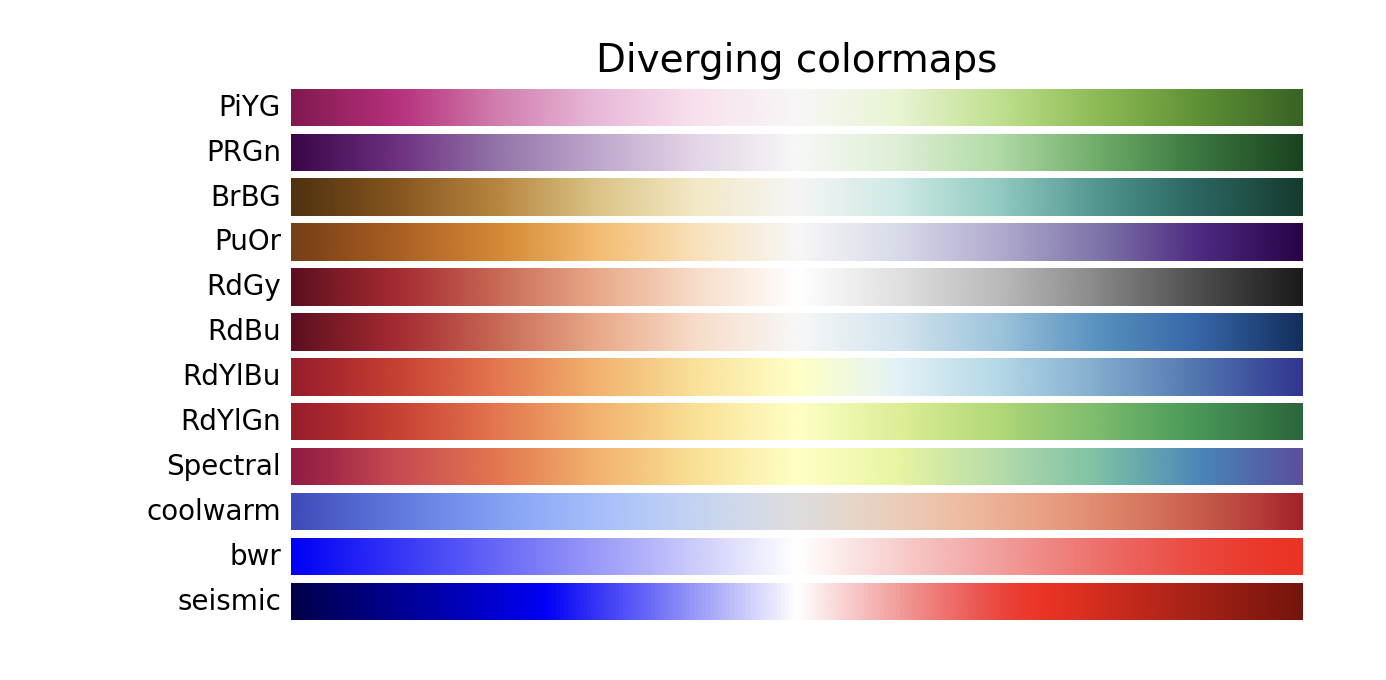 Diverging colormaps
PiYG
PRGn
BrBG
PuOr
RdGy
RdBu
RdYlBu
RdYlGn
Spectral
coolwarm
bwr
seismic